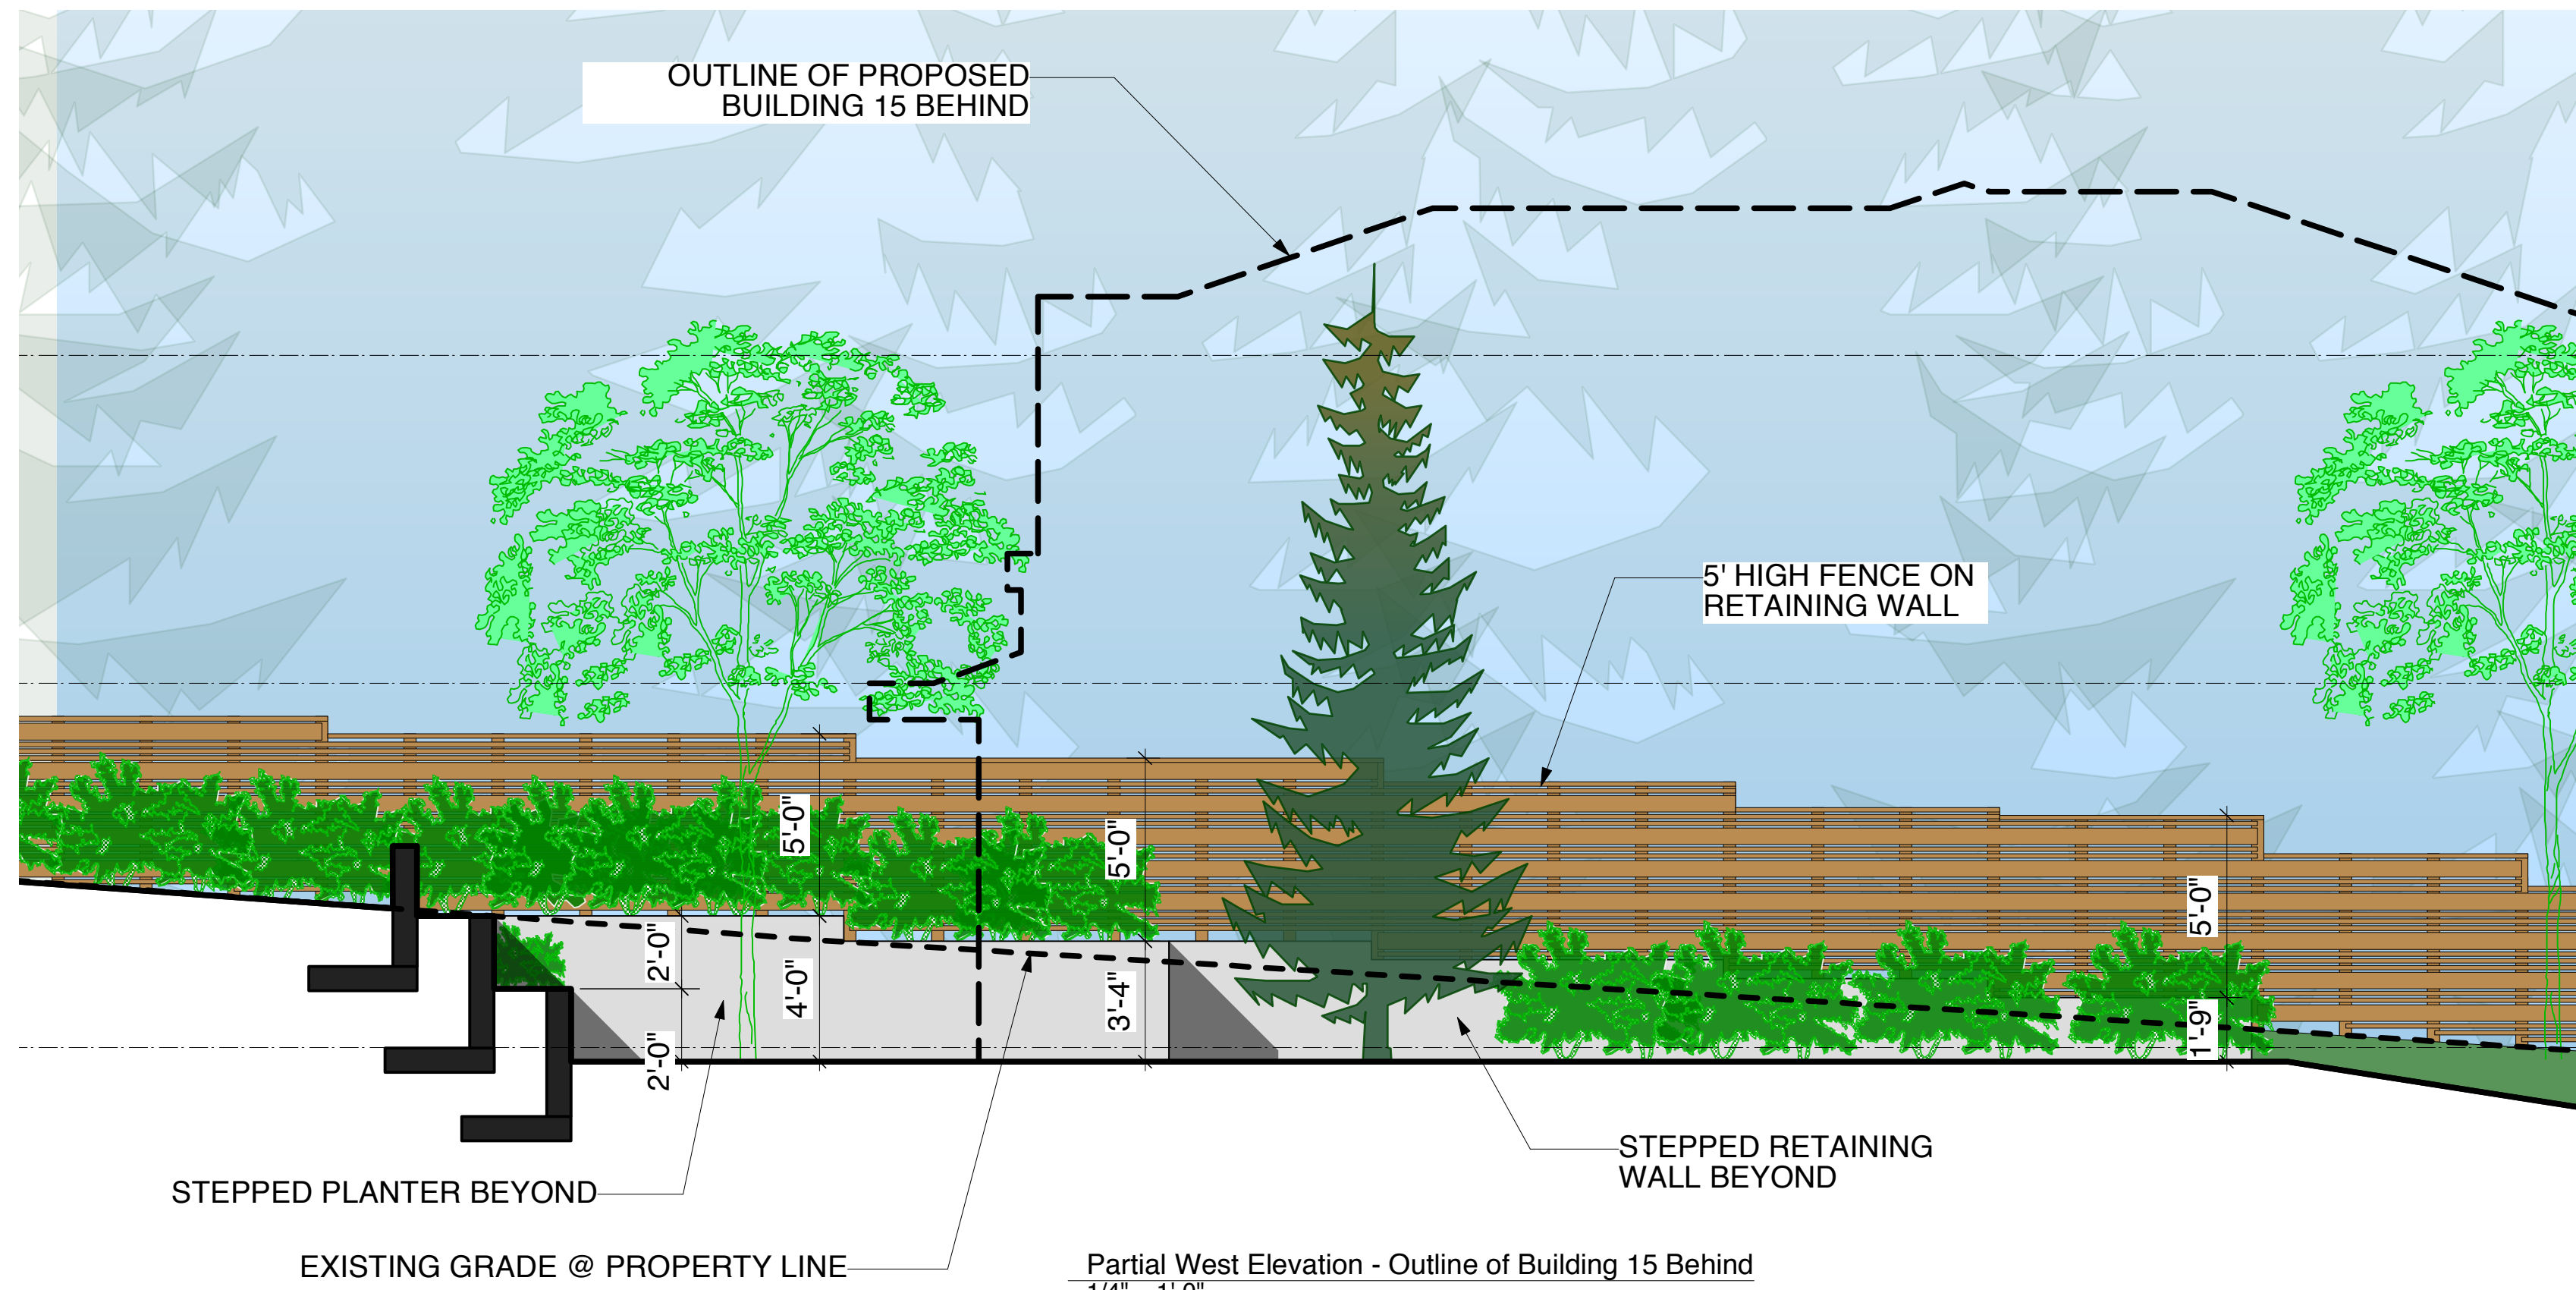 OUTLINE OF PROPOSED
BUILDING 15 BEHIND
5' HIGH FENCE ON
RETAINING WALL
5'-0"
5'-0"
5'-0"
2'-0"
4'-0"
3'-4"
1'-9"
2'-0"
STEPPED RETAINING
WALL BEYOND
STEPPED PLANTER BEYOND
EXISTING GRADE @ PROPERTY LINE
Partial West Elevation - Outline of Building 15 Behind